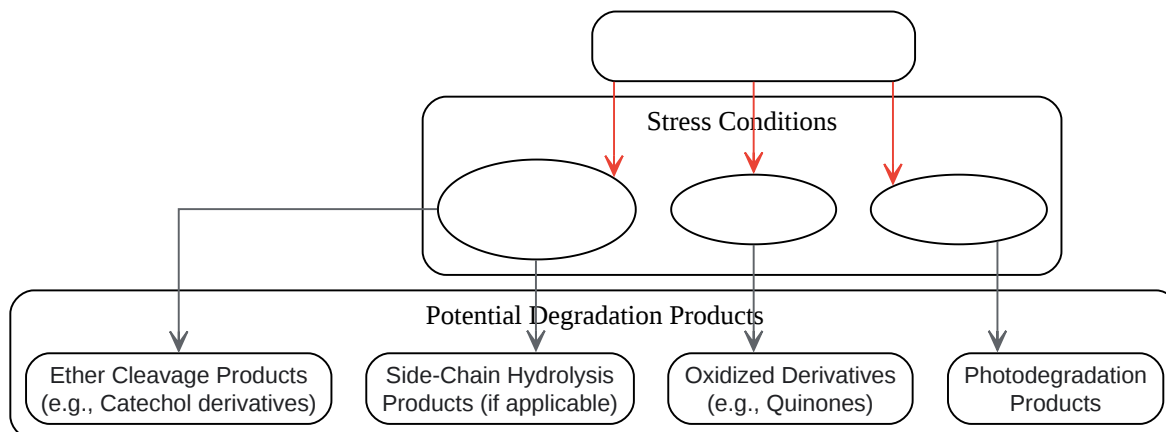 Stress Conditions
Potential Degradation Products
Ether Cleavage Products
(e.g., Catechol derivatives)
Side-Chain Hydrolysis
Products (if applicable)
Oxidized Derivatives
(e.g., Quinones)
Photodegradation
Products